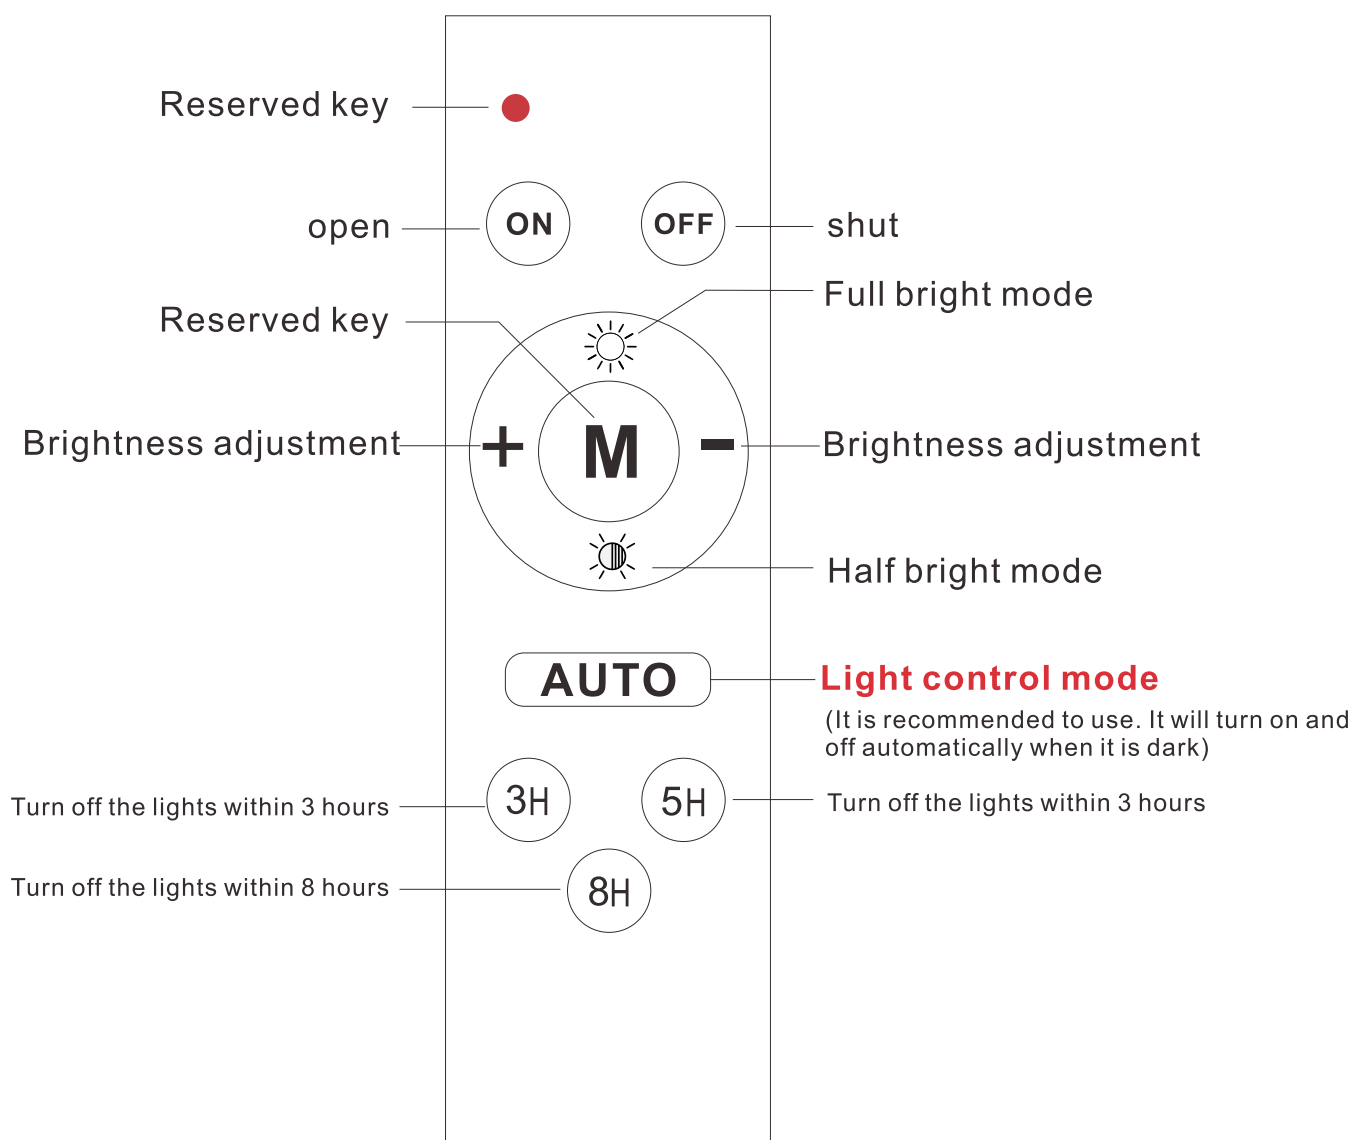 Reserved key
open
ON
OFF
shut
Full bright mode
Reserved key
Brightness adjustment
+
M
-
Brightness adjustment
Half bright mode
AUTO
Light control mode
(It is recommended to use. It will turn on and
off automatically when it is dark)
Turn off the lights within 3 hours
3H
5H
Turn off the lights within 3 hours
Turn off the lights within 8 hours
8H